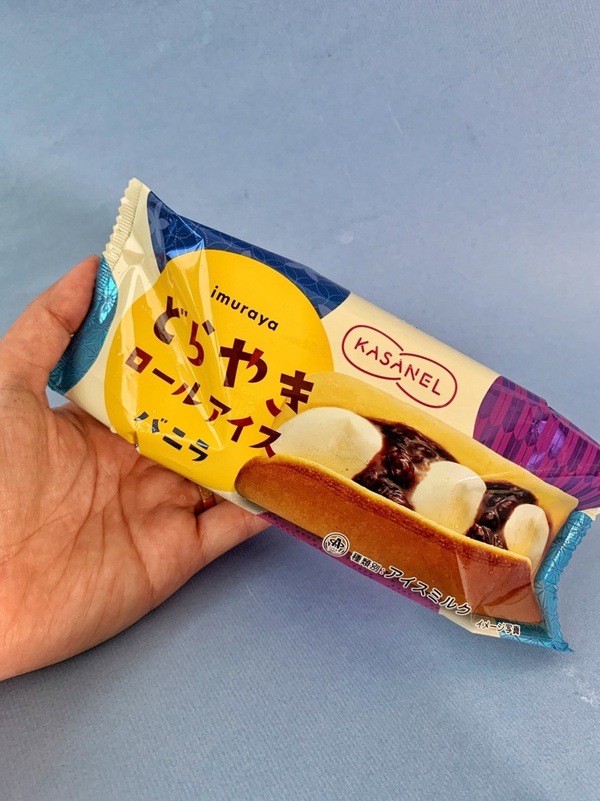 imuraya
どらやき
ロールアイス
バニラ
KASANEL
種類別:アイスミルク
イメージ写真